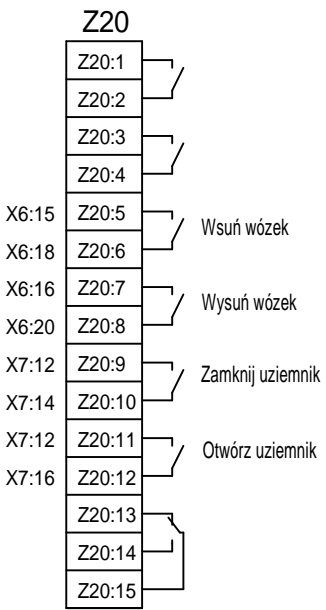 Z20
Z20:1
Z20:2
Z20:3
Z20:4
X6:15 Z20:5
Wsuń wózek
X6:18 Z20:6
X6:16 Z20:7
Wysuń wózek
X6:20 Z20:8
X7:12 Z20:9
Zamknij uziemnik
X7:14 Z20:10
X7:12 Z20:11
Otwórz uziemnik
X7:16 Z20:12
Z20:13
Z20:14
Z20:15